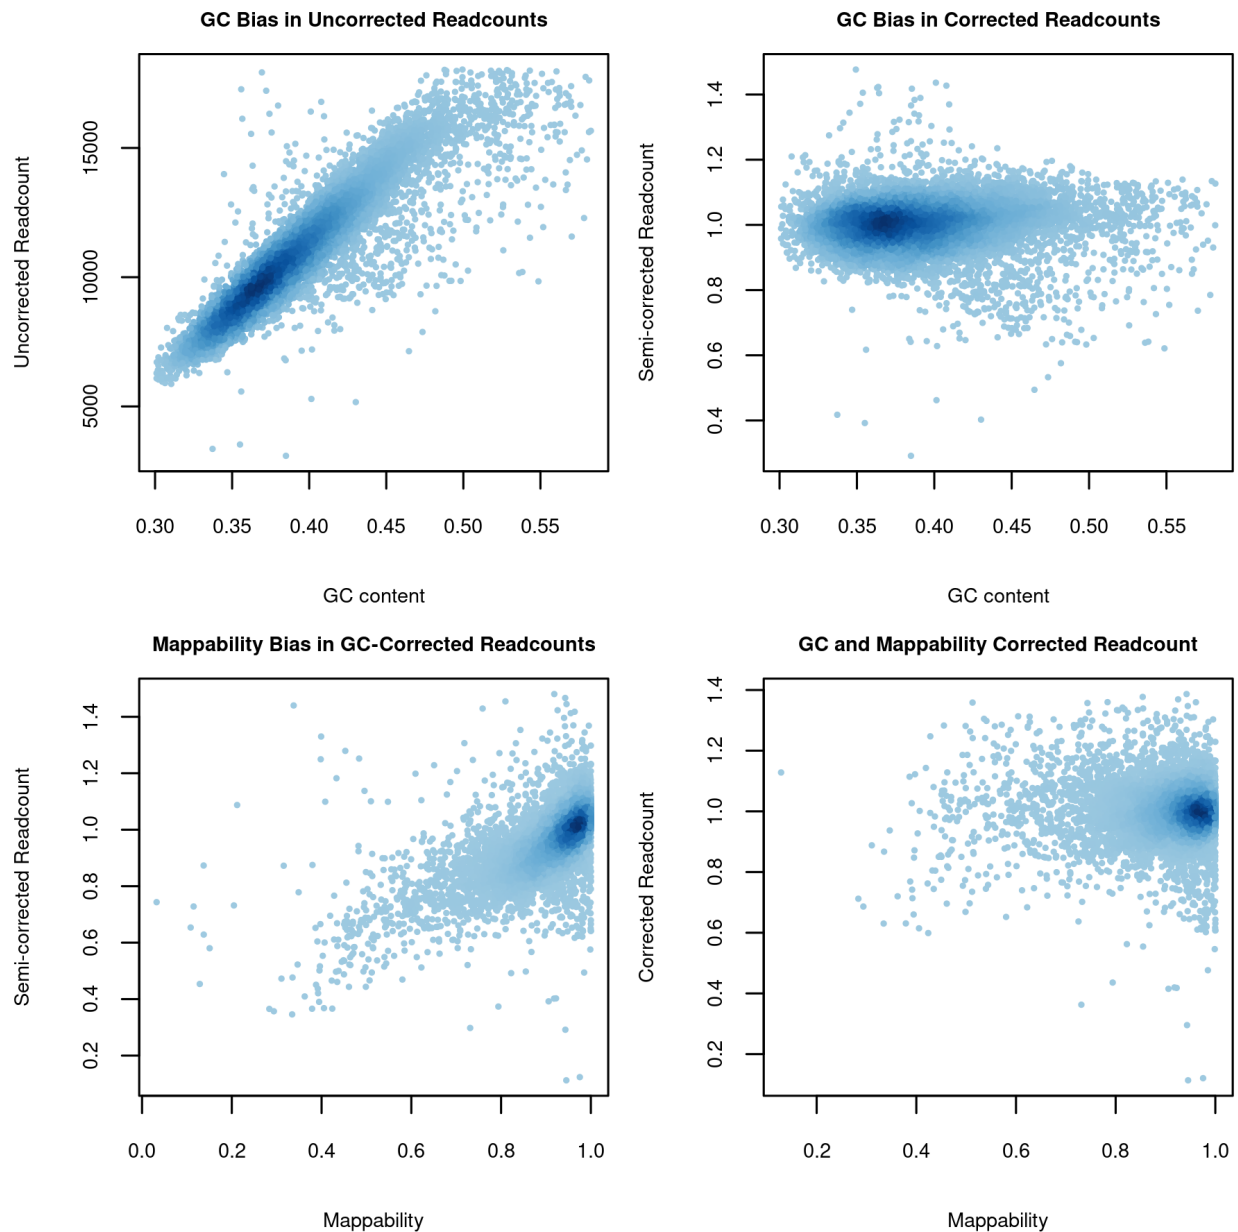 GC Bias in Uncorrected Readcounts
Uncorrected Readcount
15000
10000
5000
0.30 0.35 0.40 0.45 0.50 0.55
GC content
GC Bias in Corrected Readcounts
Semi-corrected Readcount
1.4
1.2
1.0
0.8
0.6
0.4
0.30 0.35 0.40 0.45 0.50 0.55
GC content
Mappability Bias in GC-Corrected Readcounts
Semi-corrected Readcount
1.4
1.2
1.0
0.8
0.6
0.4
0.2
0.0 0.2 0.4 0.6 0.8 1.0
Mappability
GC and Mappability Corrected Readcount
Corrected Readcount
1.4
1.2
1.0
0.8
0.6
0.4
0.2
0.2 0.4 0.6 0.8 1.0
Mappability